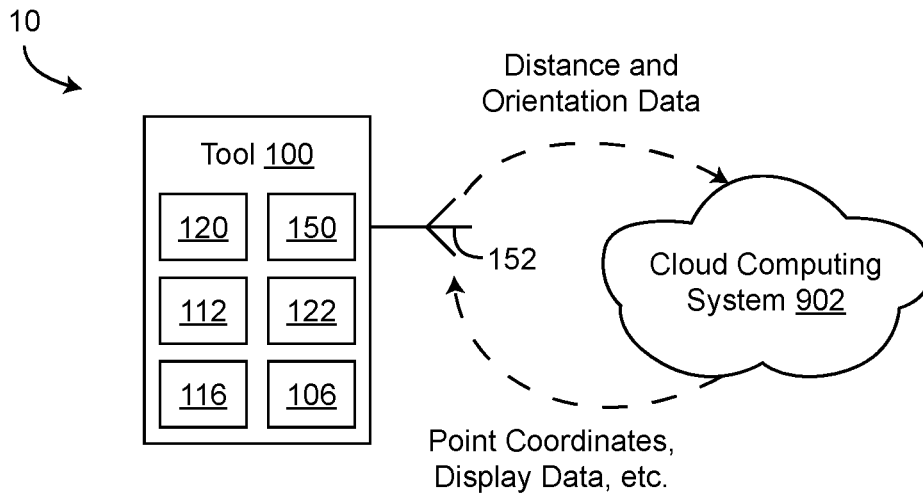 10
Distance and
Orientation Data
Tool 100
120
150
152
112
122
116
106
Cloud Computing
System 902
Point Coordinates,
Display Data, etc.